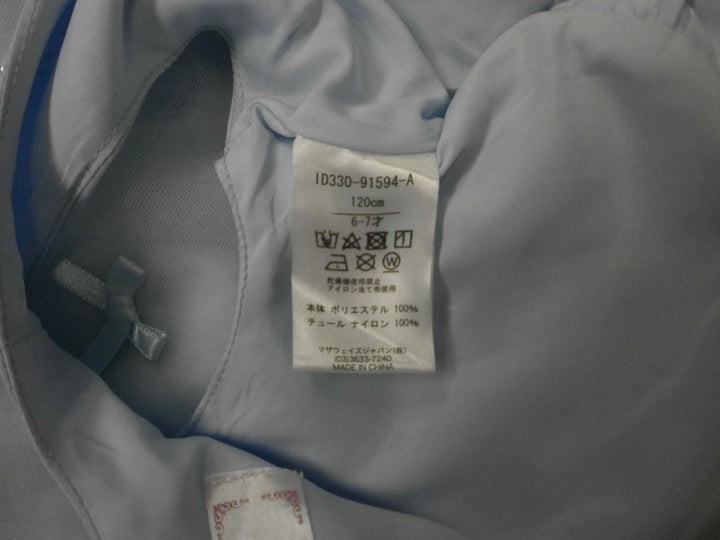 ID330-91594-A
120cm
6-7才
乾燥機使用禁止
アイロン当て布使用
本体 ポリエステル 100%
チュール ナイロン 100%
マザウェイズジャパン(株)
(03)3633-7240
MADE IN CHINA